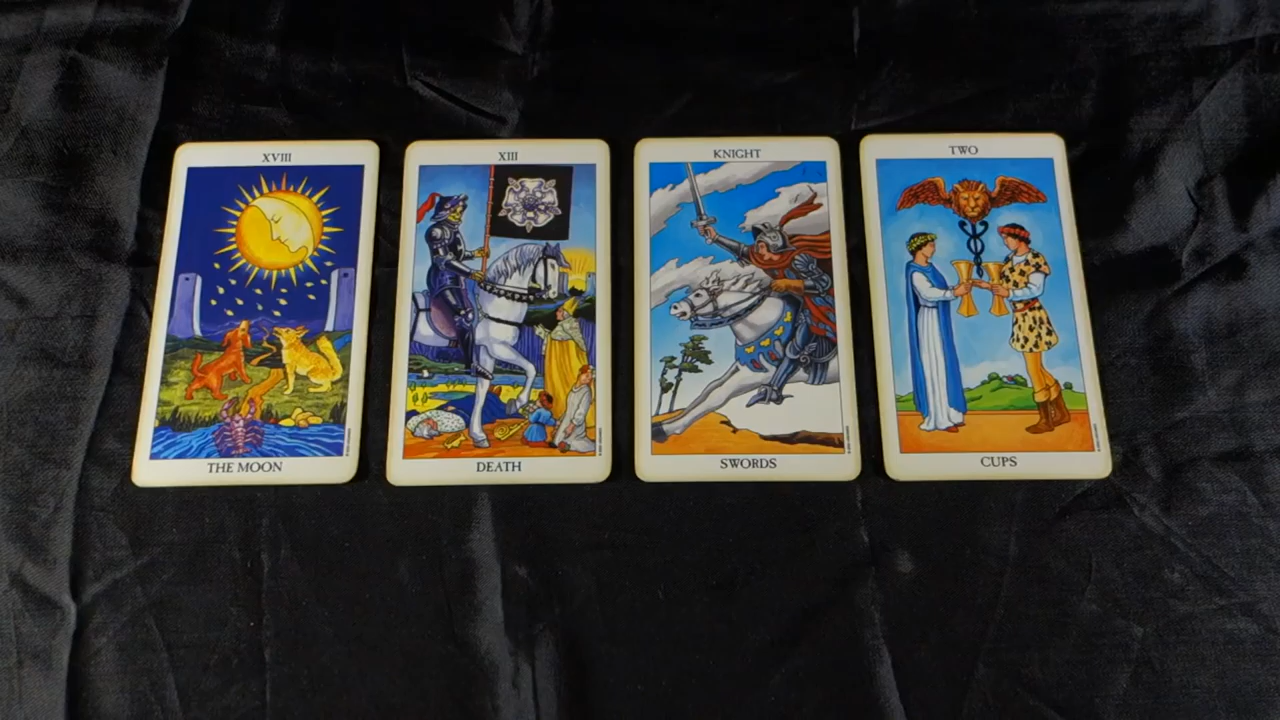 XVIII
THE MOON
XIII
DEATH
KNIGHT
SWORDS
TWO
CUPS